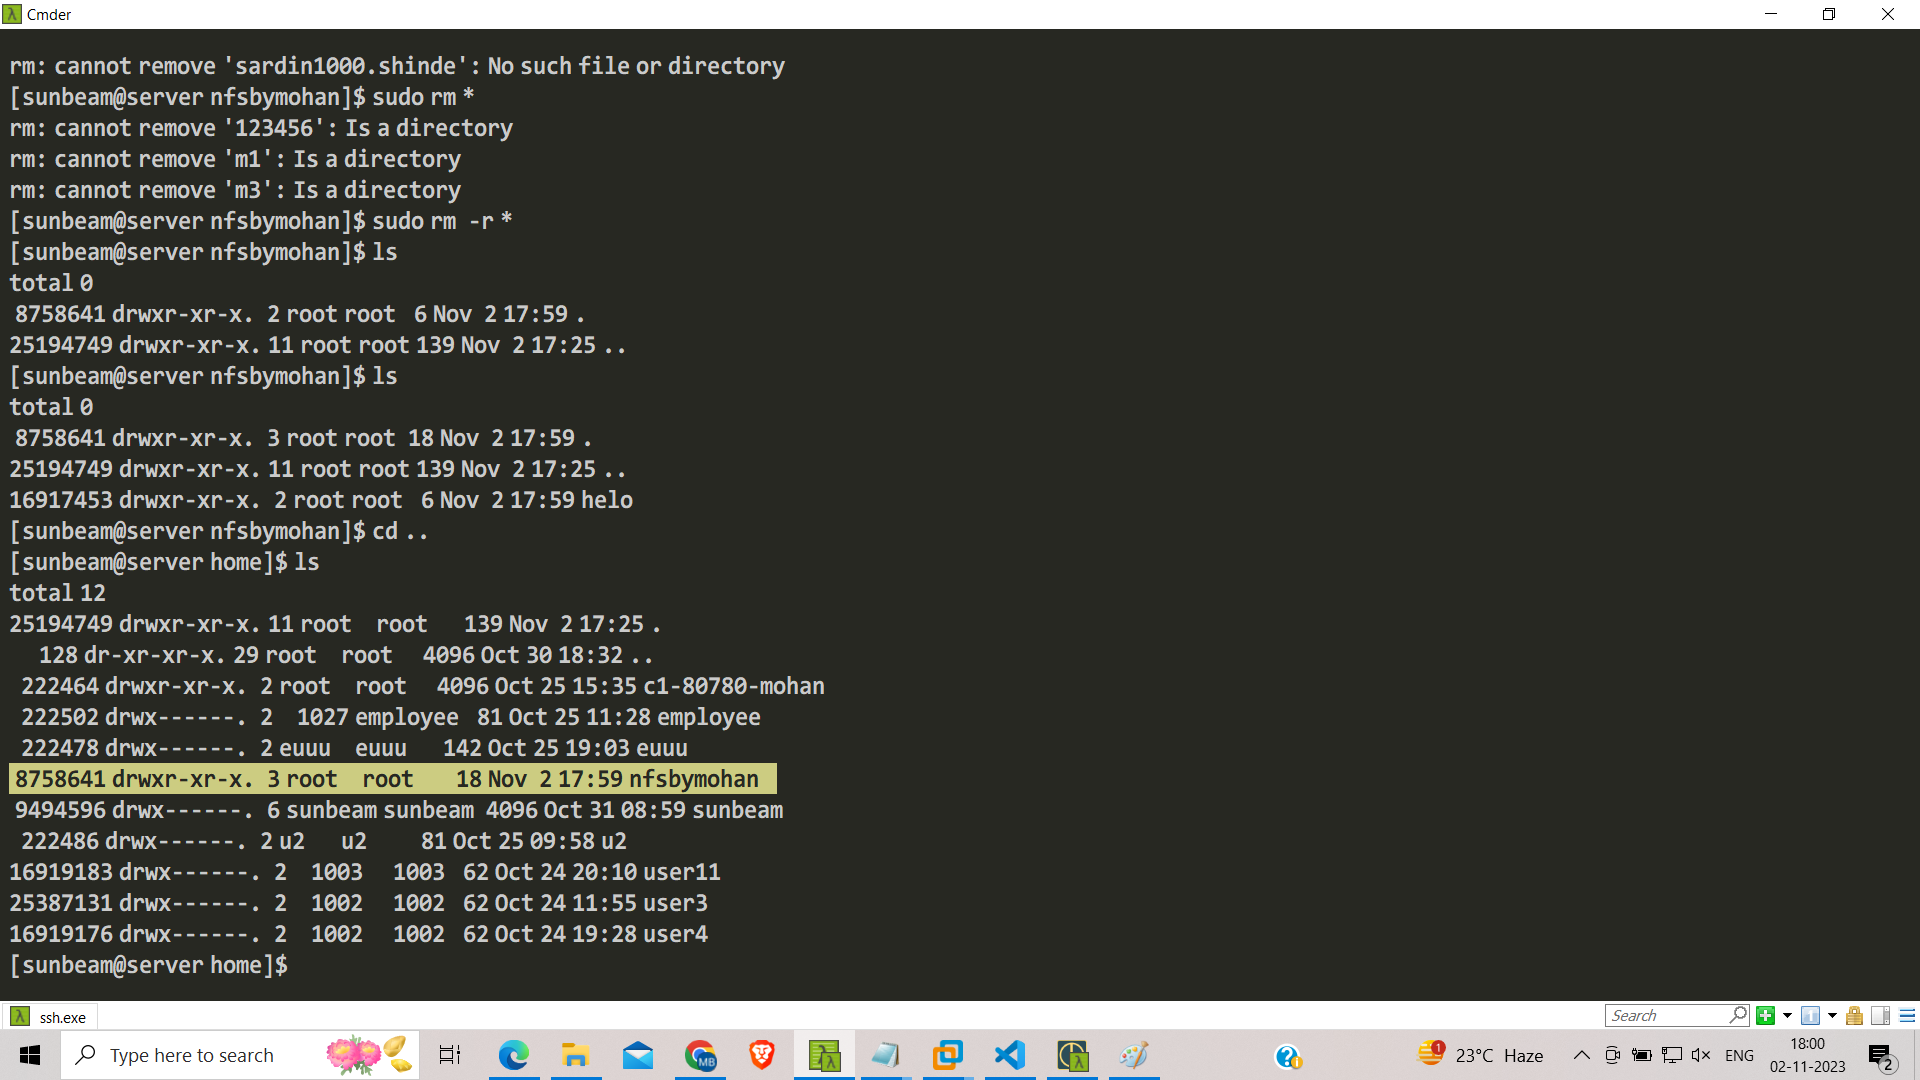 Cmder
rm: cannot remove 'sardin1000.shinde': No such file or directory
[sunbeam@server nfsbymohan]$ sudo rm *
rm: cannot remove '123456': Is a directory
rm: cannot remove 'm1': Is a directory
rm: cannot remove 'm3': Is a directory
[sunbeam@server nfsbymohan]$ sudo rm  -r *
[sunbeam@server nfsbymohan]$ ls
total 0
 8758641 drwxr-xr-x.  2 root root   6 Nov  2 17:59 .
25194749 drwxr-xr-x. 11 root root 139 Nov  2 17:25 ..
[sunbeam@server nfsbymohan]$ ls
total 0
 8758641 drwxr-xr-x.  3 root root  18 Nov  2 17:59 .
25194749 drwxr-xr-x. 11 root root 139 Nov  2 17:25 ..
16917453 drwxr-xr-x.  2 root root   6 Nov  2 17:59 helo
[sunbeam@server nfsbymohan]$ cd ..
[sunbeam@server home]$ ls
total 12
25194749 drwxr-xr-x. 11 root    root      139 Nov  2 17:25 .
     128 dr-xr-xr-x. 29 root    root     4096 Oct 30 18:32 ..
  222464 drwxr-xr-x.  2 root    root     4096 Oct 25 15:35 c1-80780-mohan
  222502 drwx------.  2    1027 employee   81 Oct 25 11:28 employee
  222478 drwx------.  2 euuu    euuu      142 Oct 25 19:03 euuu
 8758641 drwxr-xr-x.  3 root    root       18 Nov  2 17:59 nfsbymohan
 9494596 drwx------.  6 sunbeam sunbeam  4096 Oct 31 08:59 sunbeam
  222486 drwx------.  2 u2      u2         81 Oct 25 09:58 u2
16919183 drwx------.  2    1003     1003   62 Oct 24 20:10 user11
25387131 drwx------.  2    1002     1002   62 Oct 24 11:55 user3
16919176 drwx------.  2    1002     1002   62 Oct 24 19:28 user4
[sunbeam@server home]$
ssh.exe
Search
Type here to search
MB
1
23°C Haze
ENG
18:00
02-11-2023
2